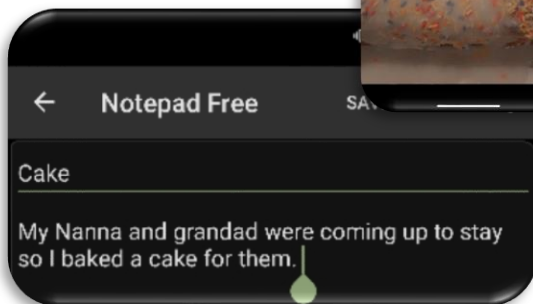 Notepad Free
Cake
My Nanna and grandad were coming up to stay
so I baked a cake for them.